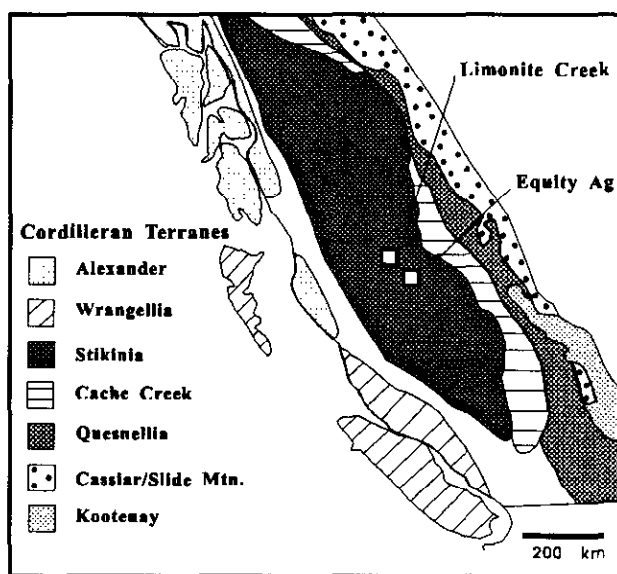 Limonite Creek
Equity Ag
Cordilleran Terranes
Alexander
Wrangellia
Stikinia
Cache Creek
Quesnellia
Cassiar/Slide Mtn.
Kootenay
200 km